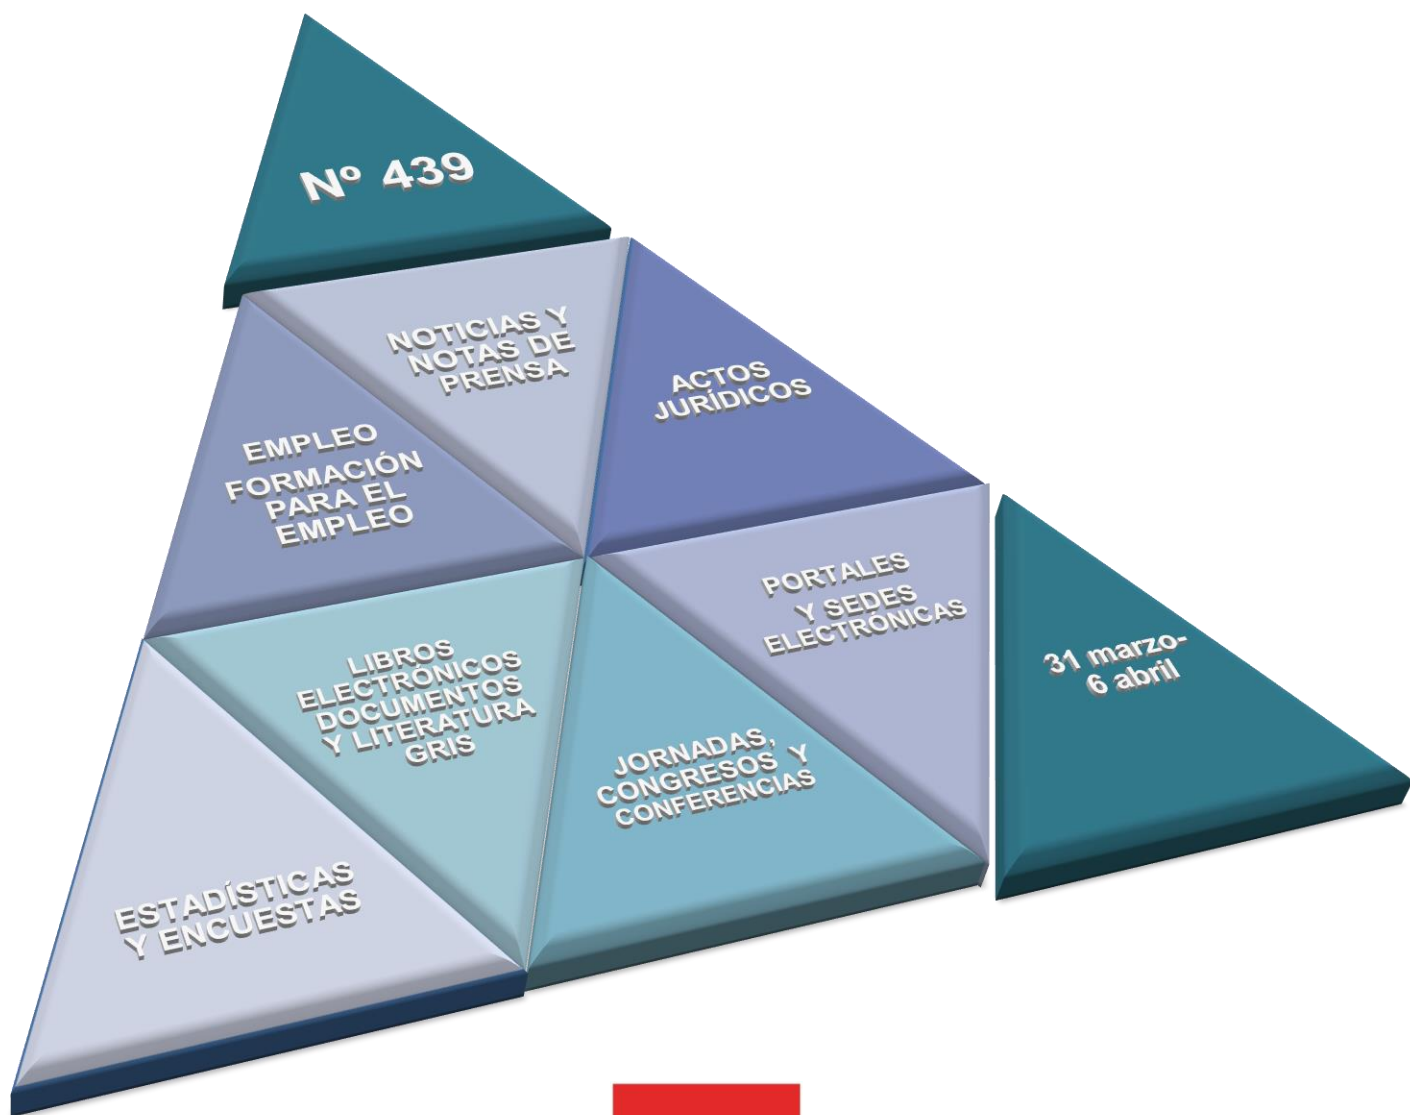 Nº 439
NOTICIAS Y
NOTAS DE
PRENSA
ACTOS
JURÍDICOS
EMPLEO
FORMACIÓN
PARA EL
EMPLEO
PORTALES
Y SEDES
ELECTRÓNICAS
LIBROS
ELECTRÓNICOS
DOCUMENTOS
Y LITERATURA
GRIS
31 marzo-
6 abril
JORNADAS,
CONGRESOS Y
CONFERENCIAS
ESTADÍSTICAS
Y ENCUESTAS